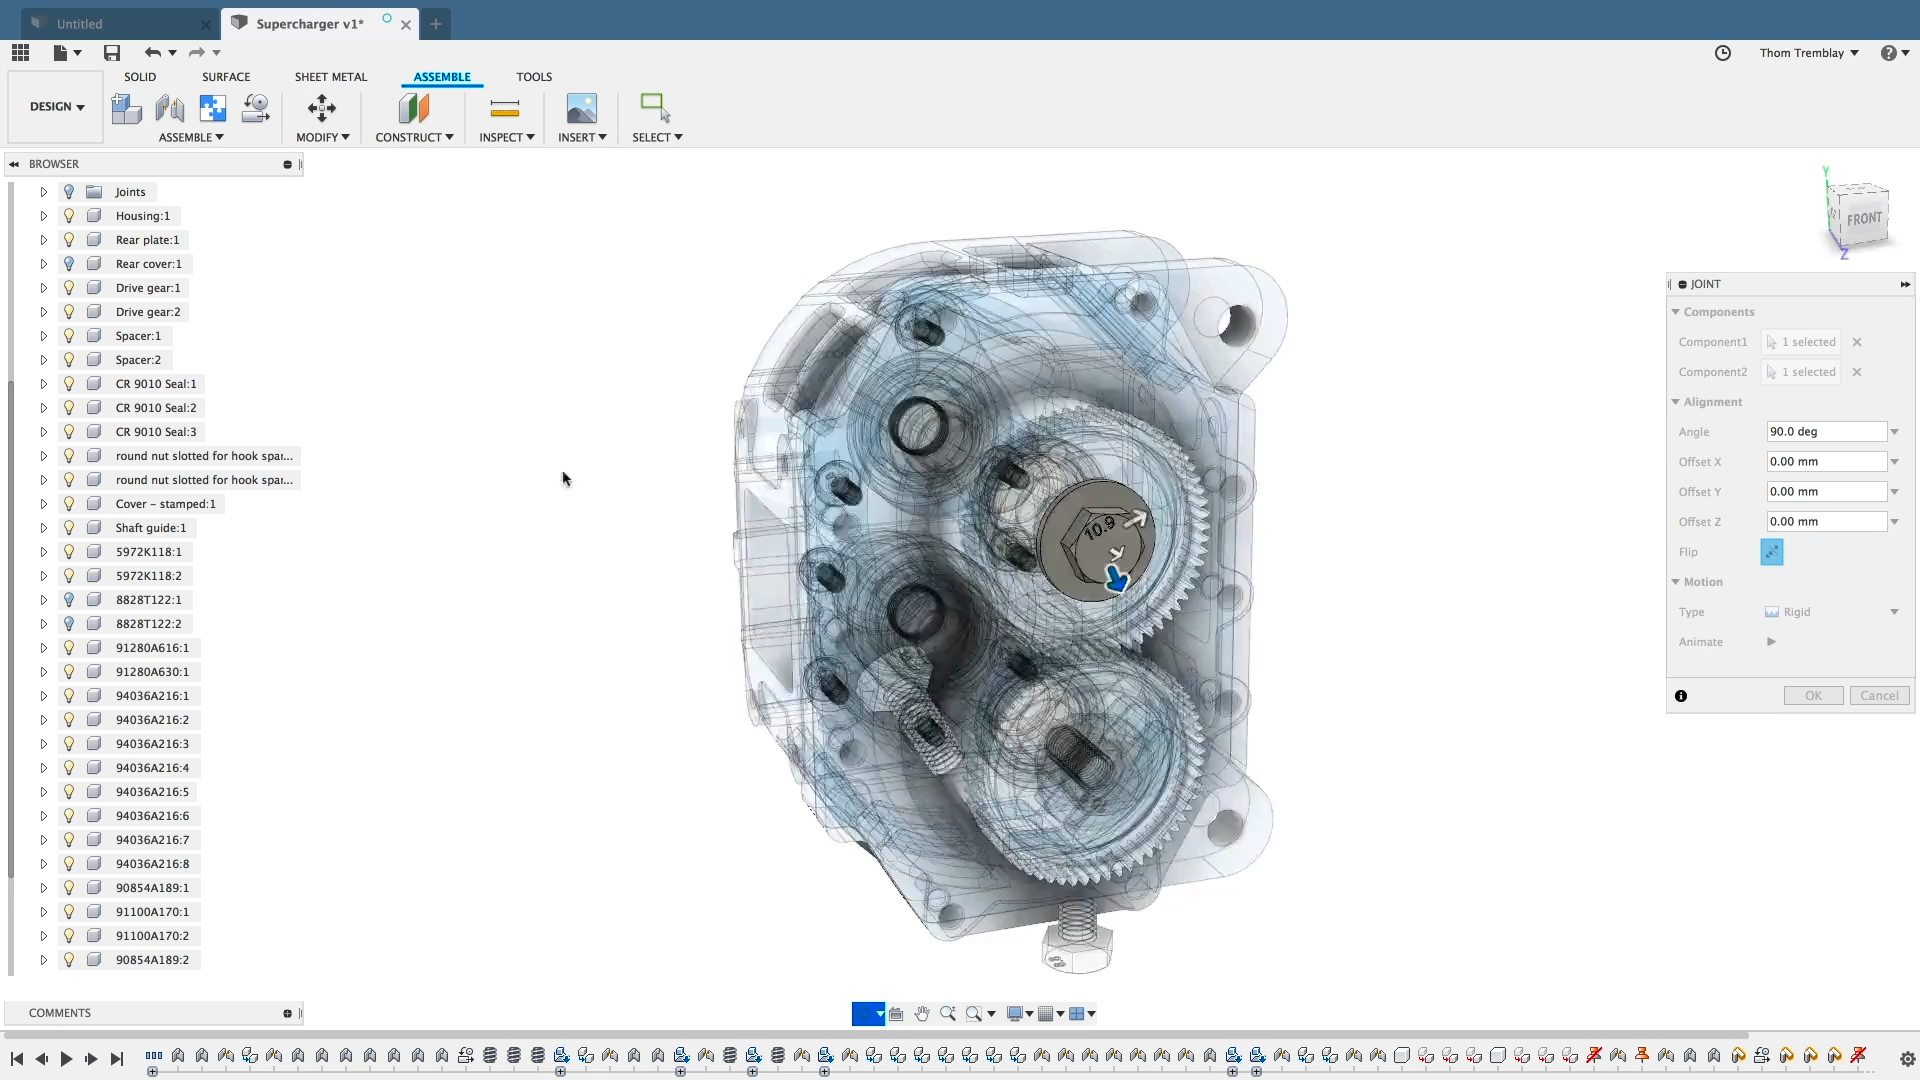 Untitled
Supercharger v1*
Thom Tremblay
SOLID
SURFACE
SHEET METAL
ASSEMBLE
TOOLS
DESIGN
ASSEMBLE
MODIFY
CONSTRUCT
INSPECT
INSERT
SELECT
BROWSER
Joints
Housing:1
Rear plate:1
Rear cover:1
Drive gear:1
Drive gear:2
Spacer:1
Spacer:2
CR 9010 Seal:1
CR 9010 Seal:2
CR 9010 Seal:3
round nut slotted for hook spa...
round nut slotted for hook spa...
Cover - stamped:1
Shaft guide:1
5972K118:1
5972K118:2
8828T122:1
8828T122:2
91280A616:1
91280A630:1
94036A216:1
94036A216:2
94036A216:3
94036A216:4
94036A216:5
94036A216:6
94036A216:7
94036A216:8
90854A189:1
91100A170:1
91100A170:2
90854A189:2
COMMENTS
10.9
Y
FRONT
Z
JOINT
Components
Component1 1 selected
Component2 1 selected
Alignment
Angle 90.0 deg
Offset X 0.00 mm
Offset Y 0.00 mm
Offset Z 0.00 mm
Flip
Motion
Type Rigid
Animate
OK Cancel